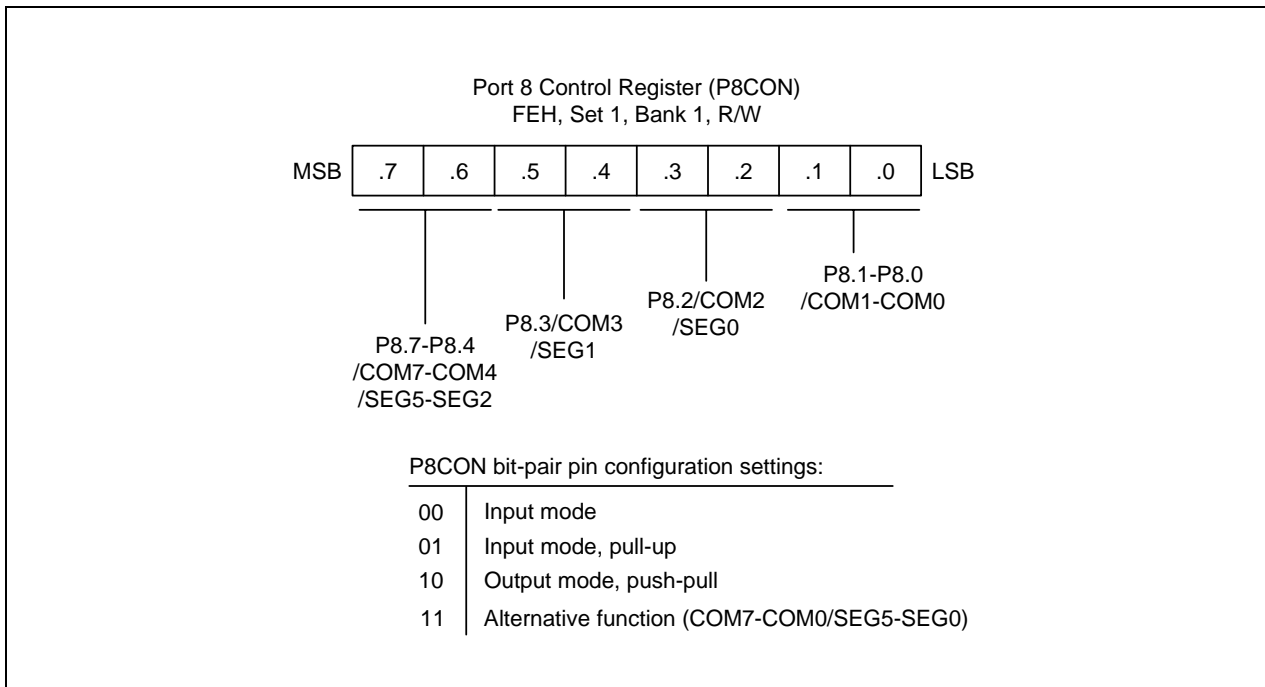 Port 8 Control Register (P8CON)
FEH, Set 1, Bank 1, R/W
MSB .7 .6 .5 .4 .3 .2 .1 .0 LSB
P8.7-P8.4
/COM7-COM4
/SEG5-SEG2
P8.3/COM3
/SEG1
P8.2/COM2
/SEG0
P8.1-P8.0
/COM1-COM0
P8CON bit-pair pin configuration settings:
00 Input mode
01 Input mode, pull-up
10 Output mode, push-pull
11 Alternative function (COM7-COM0/SEG5-SEG0)